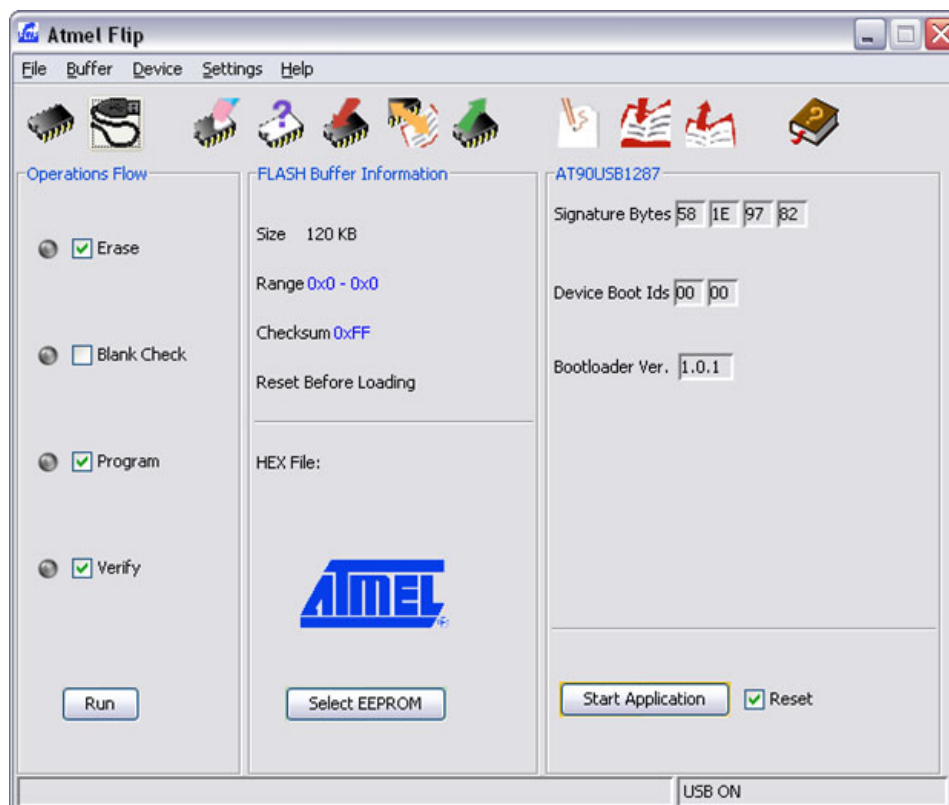 Atmel Flip
File Buffer Device Settings Help
Operations Flow
Erase
Blank Check
Program
Verify
Run
FLASH Buffer Information
Size 120 KB
Range 0x0 - 0x0
Checksum 0xFF
Reset Before Loading
HEX File:
ATMEL
Select EEPROM
AT90USB1287
Signature Bytes 58 1E 97 82
Device Boot Ids 00 00
Bootloader Ver. 1.0.1
Start Application Reset
USB ON